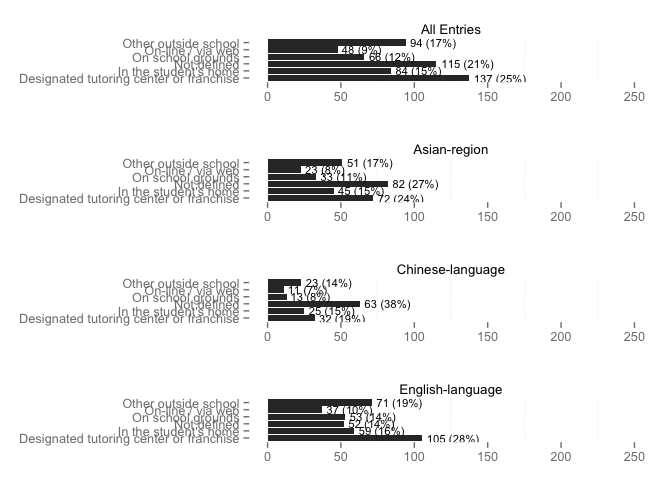 All Entries
Other outside school 94 (17%)
On-line / via web 48 (9%)
On school grounds 66 (12%)
Not defined 115 (21%)
In the student's home 84 (15%)
Designated tutoring center or franchise 137 (25%)
0 50 100 150 200 250
Asian-region
Other outside school 51 (17%)
On-line / via web 23 (8%)
On school grounds 33 (11%)
Not defined 82 (27%)
In the student's home 45 (15%)
Designated tutoring center or franchise 72 (24%)
0 50 100 150 200 250
Chinese-language
Other outside school 23 (14%)
On-line / via web 11 (7%)
On school grounds 13 (8%)
Not defined 63 (38%)
In the student's home 25 (15%)
Designated tutoring center or franchise 32 (19%)
0 50 100 150 200 250
English-language
Other outside school 71 (19%)
On-line / via web 37 (10%)
On school grounds 53 (14%)
Not defined 52 (14%)
In the student's home 59 (16%)
Designated tutoring center or franchise 105 (28%)
0 50 100 150 200 250